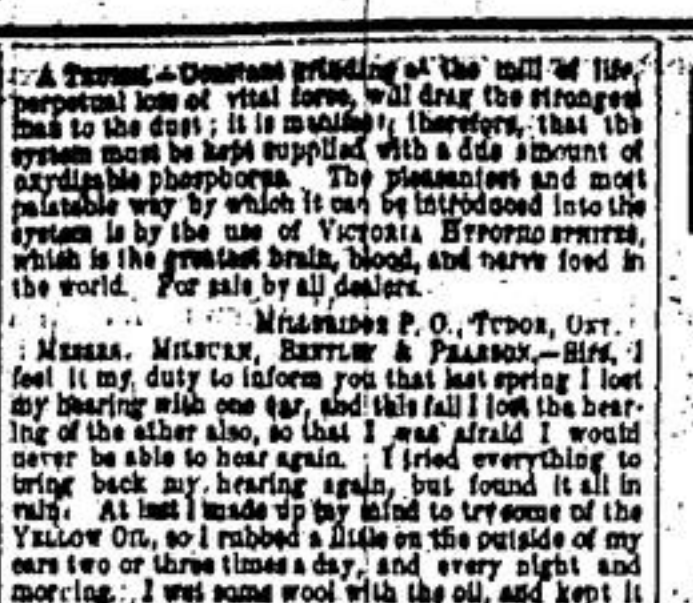 A TRUISM.—Constant grinding at the mill of life,
perpetual loss of vital force, will drag the strongest
man to the dust; it is manifest, therefore, that the
system must be kept supplied with a due amount of
oxydizable phosphorus. The pleasantest and most
palatable way by which it can be introduced into the
system is by the use of VICTORIA HYPOPHOSPHITES,
which is the greatest brain, blood, and nerve food in
the world. For sale by all dealers.
MILLBRIDGE P. O., TUDOR, ONT.
MESSRS. MILBURN, BENTLEY & PEARSON,—Sirs, I
feel it my duty to inform you that last spring I lost
my hearing with one ear, and this fall I lost the hear-
ing of the other also, so that I was afraid I would
never be able to hear again. I tried everything to
bring back my hearing again, but found it all in
vain. At last I made up my mind to try some of the
YELLOW OIL, so I rubbed a little on the outside of my
ears two or three times a day, and every night and
morning. I wet some wool with the oil, and kept it